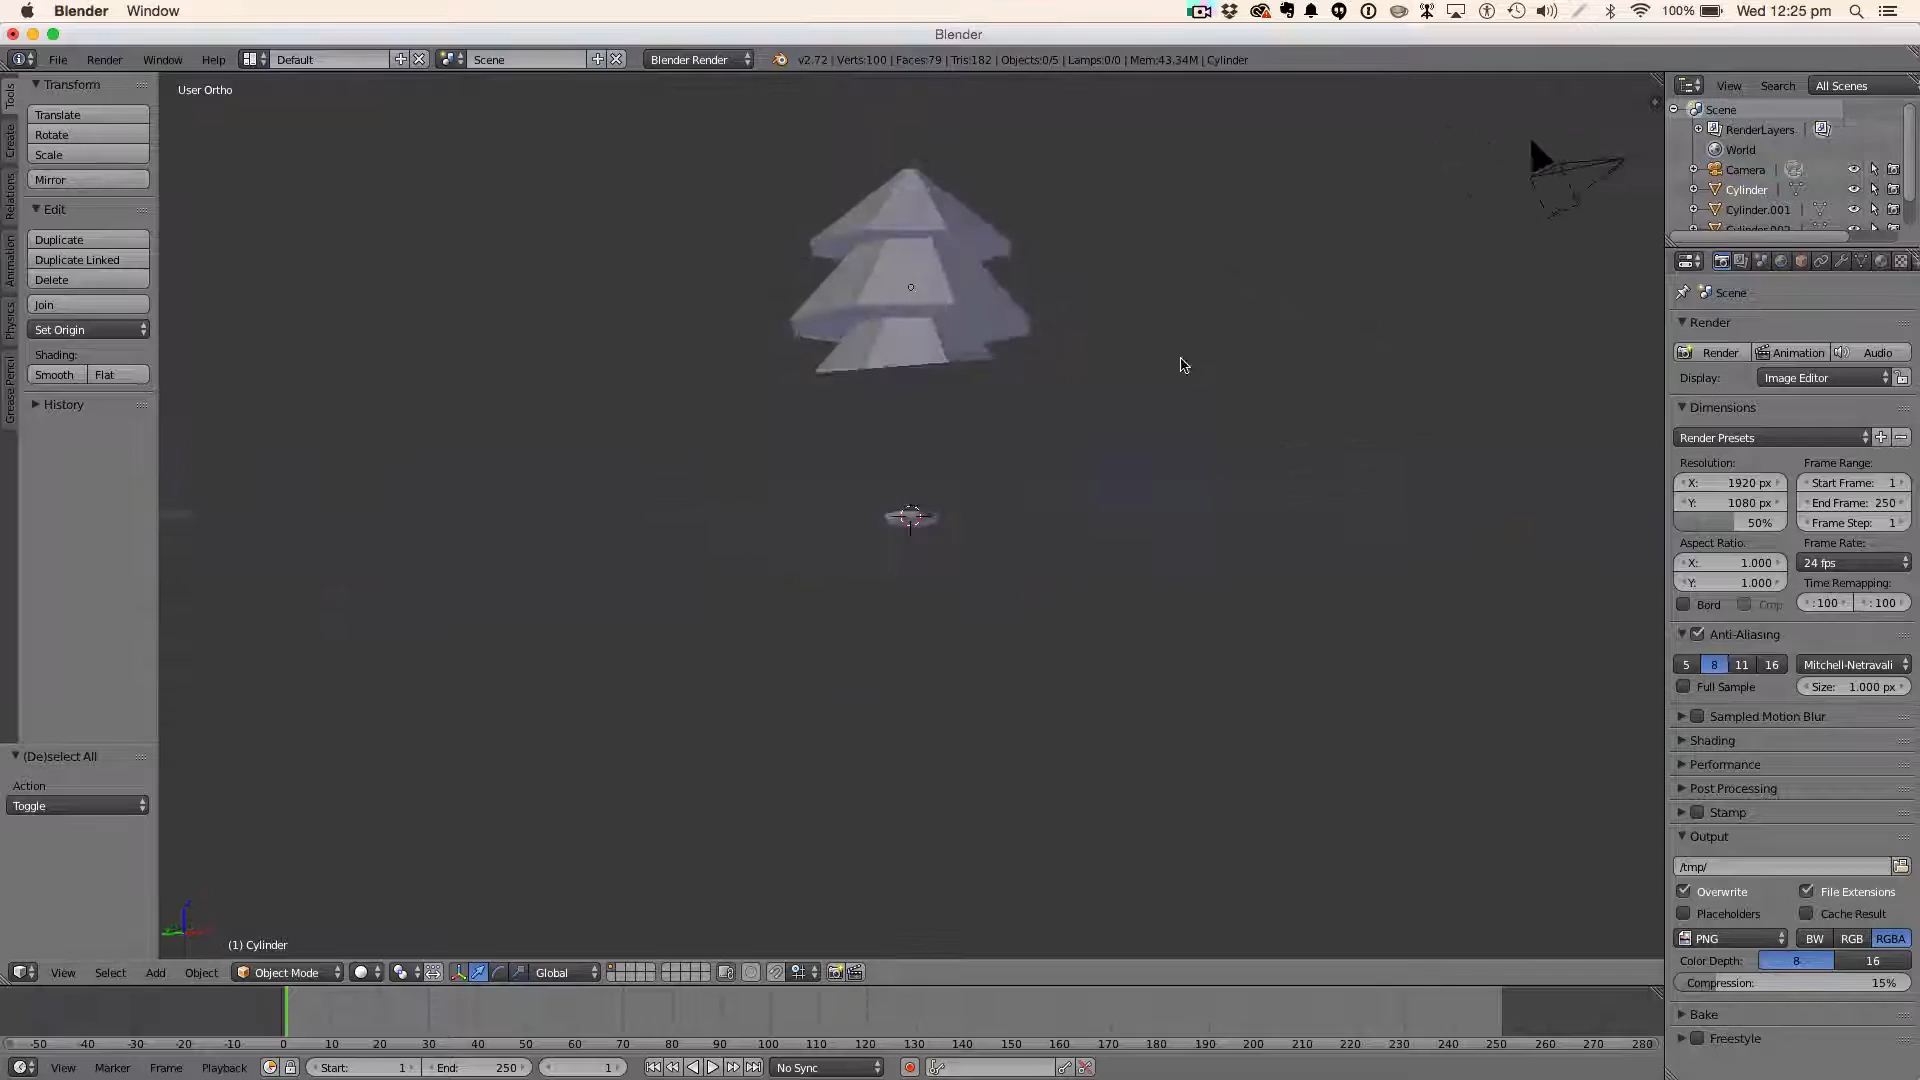 Blender Window 100% Wed 12:25 pm
Blender
File Render Window Help Default Scene Blender Render v2.72 | Verts:100 | Faces:79 | Tris:182 | Objects:0/5 | Lamps:0/0 | Mem:43.34M | Cylinder
Tools
Create
Relations
Animation
Physics
Grease Pencil
Transform
Translate
Rotate
Scale
Mirror
Edit
Duplicate
Duplicate Linked
Delete
Join
Set Origin
Shading:
Smooth Flat
History
(De)select All
Action
Toggle
User Ortho
(1) Cylinder
View Search All Scenes
Scene
RenderLayers
World
Camera
Cylinder
Cylinder.001
Cylinder.002
Scene
Render
Render Animation Audio
Display: Image Editor
Dimensions
Render Presets
Resolution: Frame Range:
X: 1920 px Start Frame: 1
Y: 1080 px End Frame: 250
50% Frame Step: 1
Aspect Ratio: Frame Rate:
X: 1.000 24 fps
Y: 1.000 Time Remapping:
Bord Crop :100 :100
Anti-Aliasing
5 8 11 16 Mitchell-Netravali
Full Sample Size: 1.000 px
Sampled Motion Blur
Shading
Performance
Post Processing
Stamp
Output
/tmp/
Overwrite File Extensions
Placeholders Cache Result
PNG BW RGB RGBA
Color Depth: 8 16
Compression: 15%
Bake
Freestyle
View Select Add Object Object Mode Global
-50 -40 -30 -20 -10 0 10 20 30 40 50 60 70 80 90 100 110 120 130 140 150 160 170 180 190 200 210 220 230 240 250 260 270 280
View Marker Frame Playback Start: 1 End: 250 1 No Sync